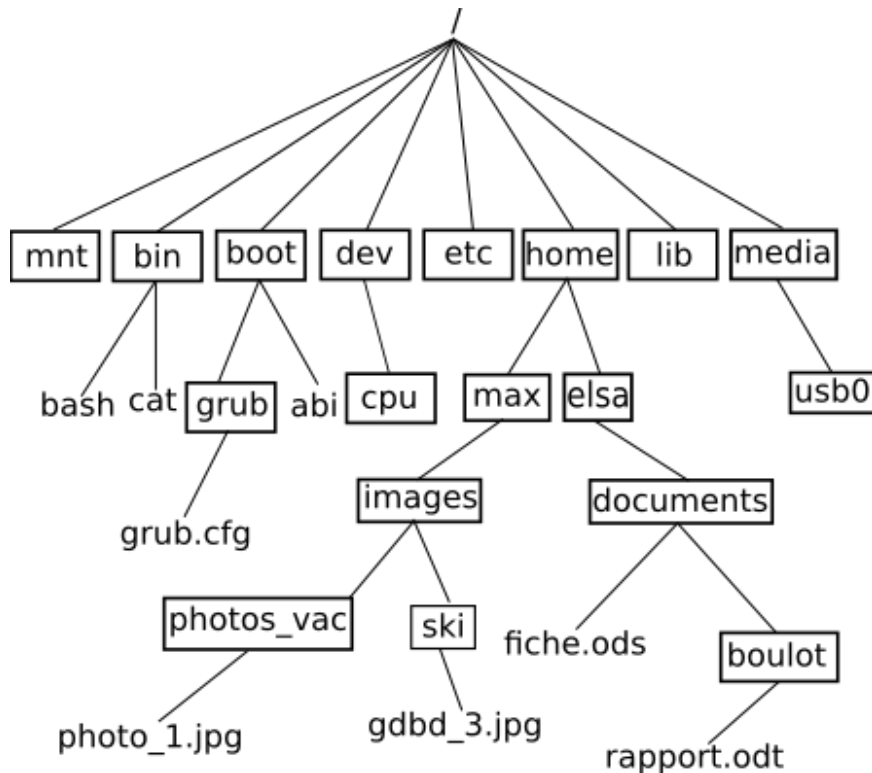 /
mnt bin boot dev etc home lib media
bash cat grub abi cpu max elsa usb0
images documents
grub.cfg
photos_vac ski fiche.ods boulot
photo_1.jpg gdbd_3.jpg rapport.odt